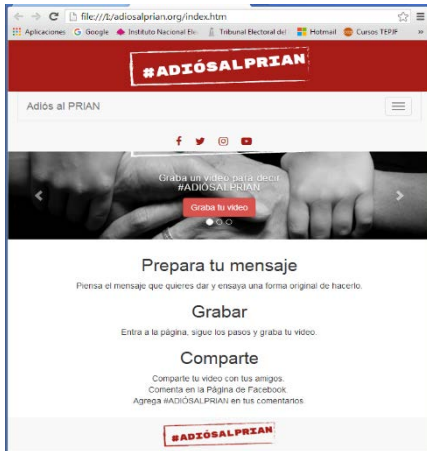 file:///I:/adiosalprian.org/index.htm
Aplicaciones G Google Instituto Nacional Ele Tribunal Electoral del Hotmail Cursos TEPJF
#ADIÓSALPRIAN
Adiós al PRIAN
Graba un video para decir
#ADIOSALPRIAN
Graba tu video
Prepara tu mensaje
Piensa el mensaje que quieres dar y ensaya una forma original de hacerlo.
Grabar
Entra a la página, sigue los pasos y graba tu video.
Comparte
Comparte tu video con tus amigos.
Comenta en la Página de Facebook.
Agrega #ADIÓSALPRIAN en tus comentarios
#ADIÓSALPRIAN